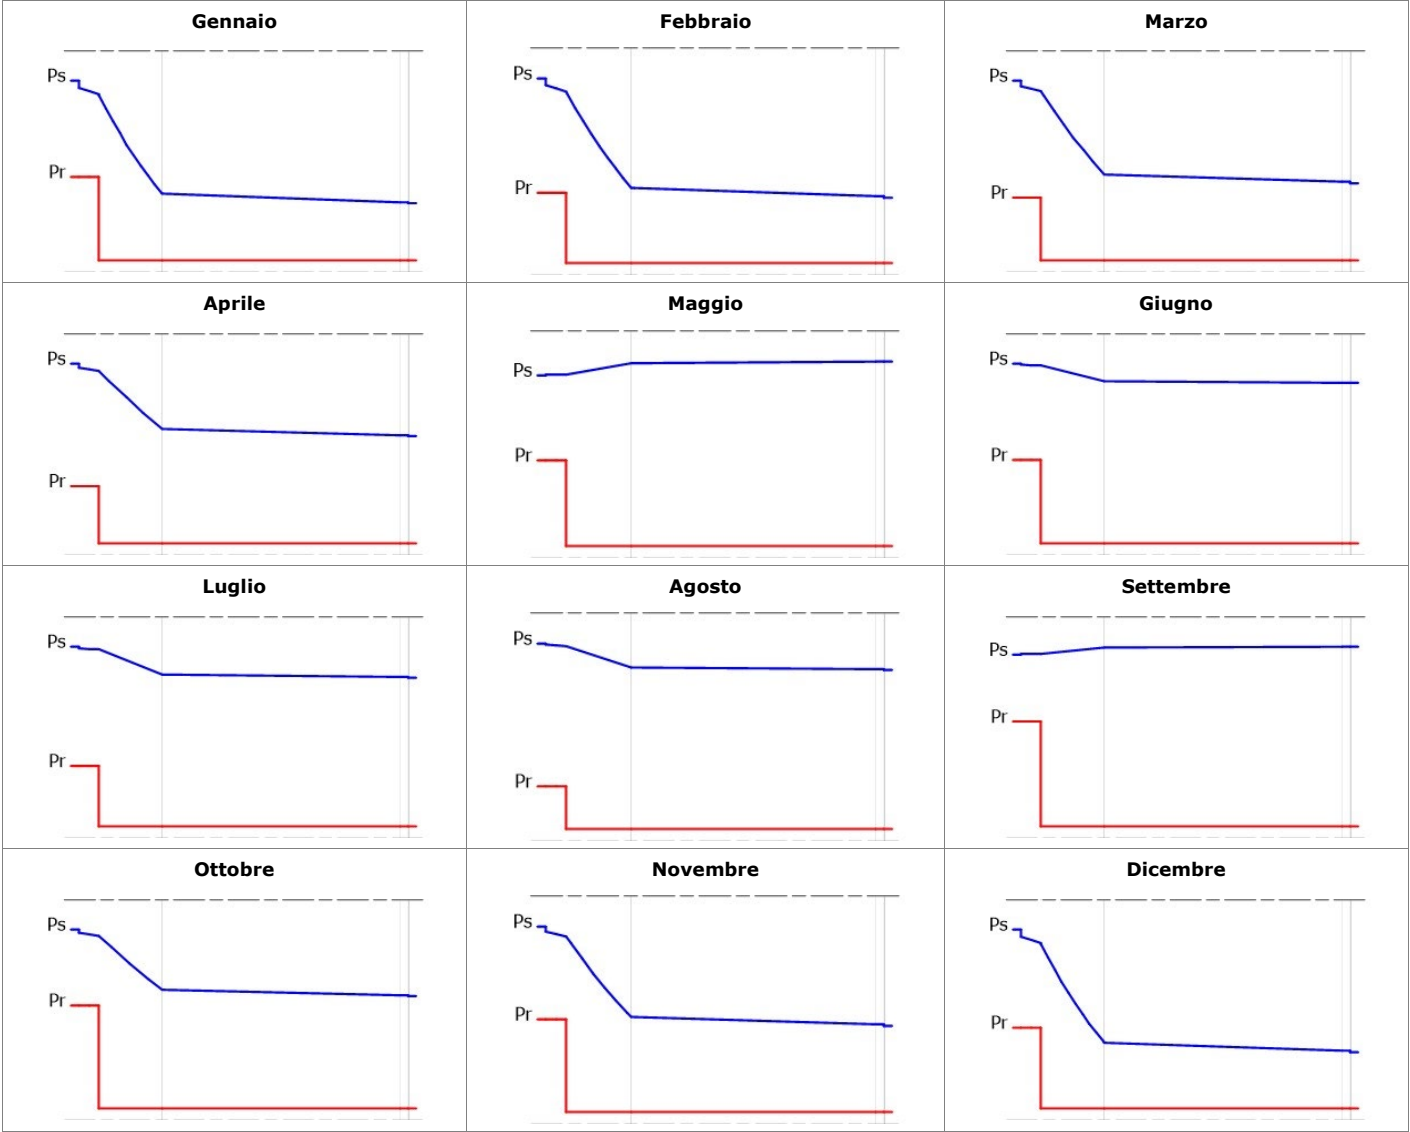 Gennaio
Febbraio
Marzo
Ps
Pr
Ps
Pr
Ps
Pr
Aprile
Maggio
Giugno
Ps
Pr
Ps
Pr
Ps
Pr
Luglio
Agosto
Settembre
Ps
Pr
Ps
Pr
Ps
Pr
Ottobre
Novembre
Dicembre
Ps
Pr
Ps
Pr
Ps
Pr